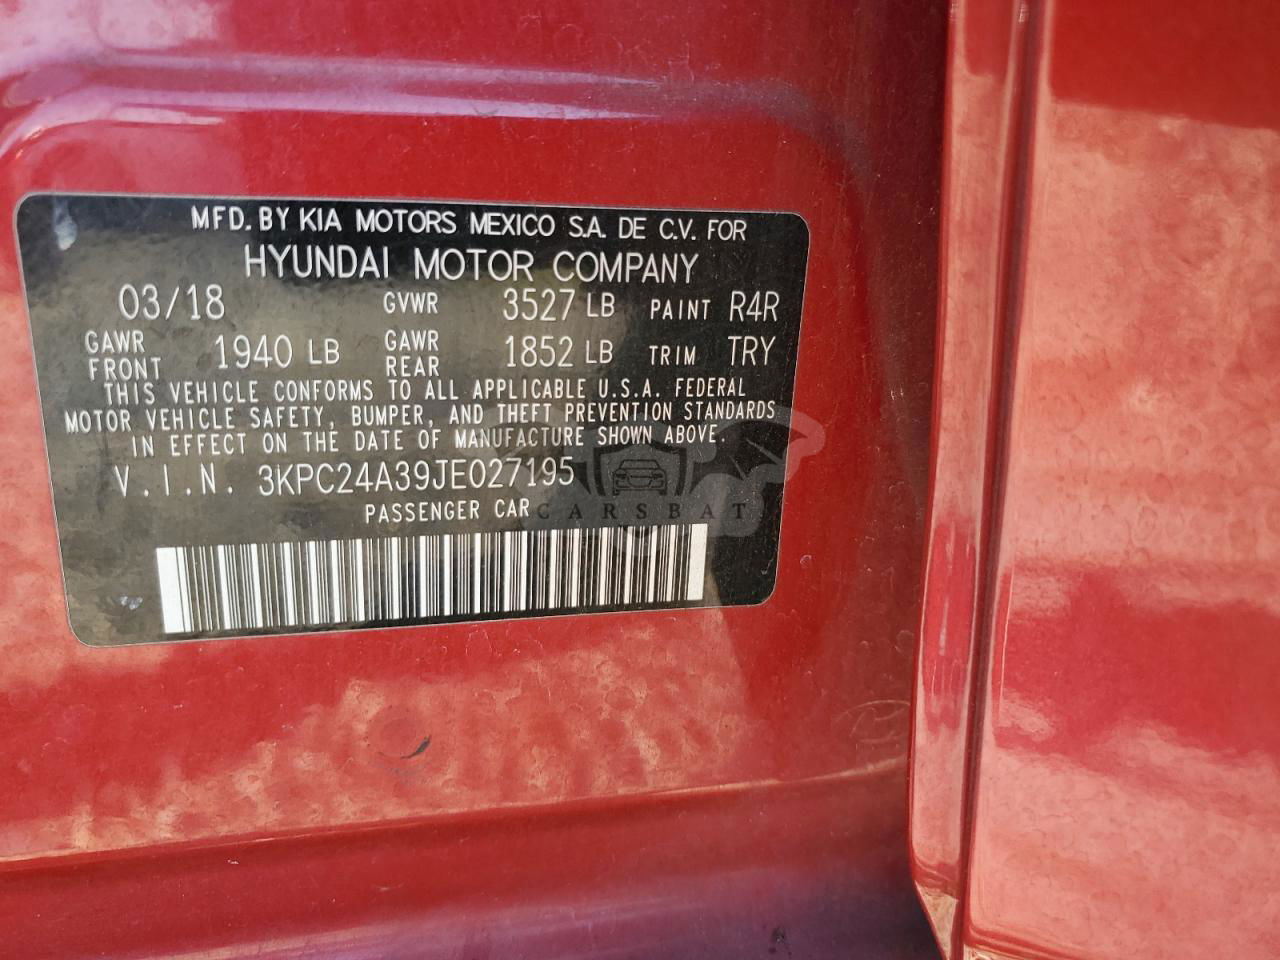 MFD. BY KIA MOTORS MEXICO S.A. DE C.V. FOR
HYUNDAI MOTOR COMPANY
03/18 GVWR 3527 LB PAINT R4R
GAWR FRONT 1940 LB GAWR REAR 1852 LB TRIM TRY
THIS VEHICLE CONFORMS TO ALL APPLICABLE U.S.A. FEDERAL
MOTOR VEHICLE SAFETY, BUMPER, AND THEFT PREVENTION STANDARDS
IN EFFECT ON THE DATE OF MANUFACTURE SHOWN ABOVE.
V.I.N. 3KPC24A39JE027195
PASSENGER CAR
CARSBAT